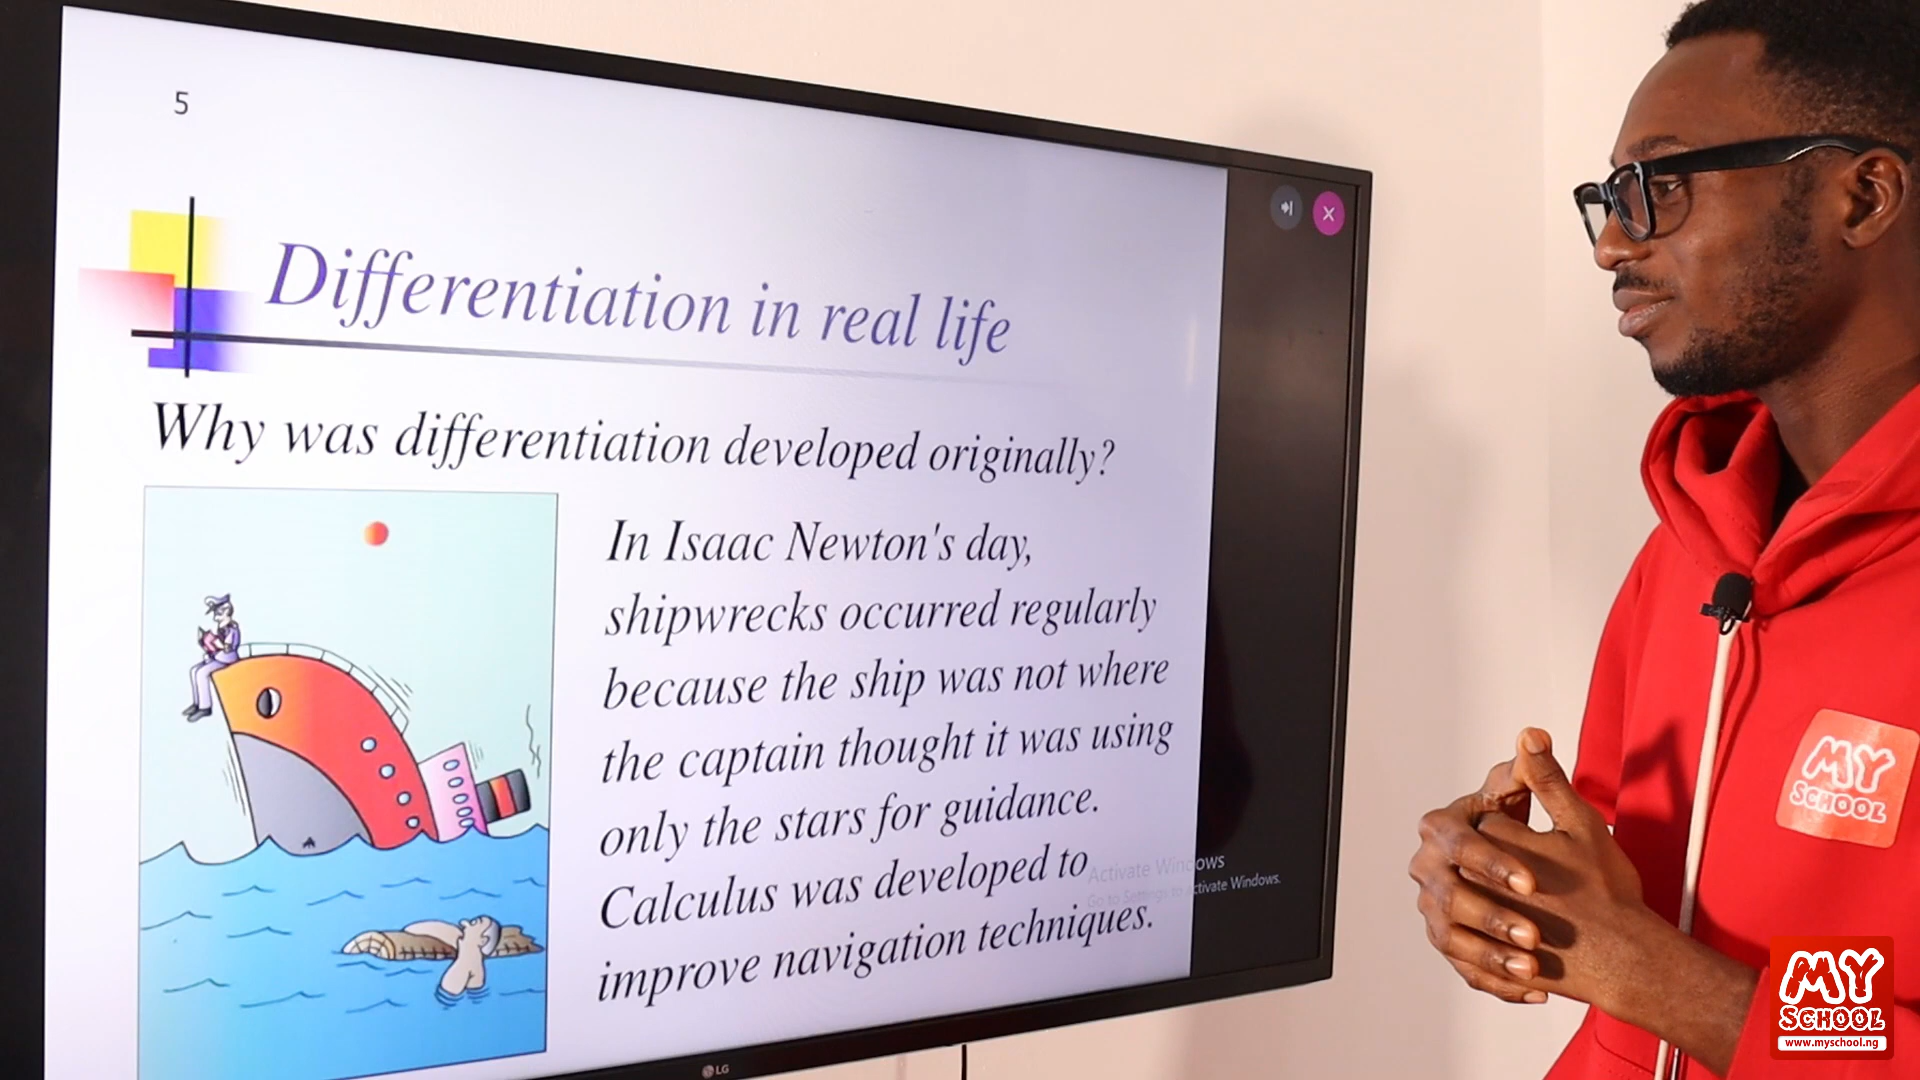 5
Differentiation in real life
Why was differentiation developed originally?
In Isaac Newton's day,
shipwrecks occurred regularly
because the ship was not where
the captain thought it was using
only the stars for guidance.
Calculus was developed to
improve navigation techniques.
Activate Windows
Go to Settings to activate Windows.
LG
MY
SCHOOL
MY
SCHOOL
www.myschool.ng